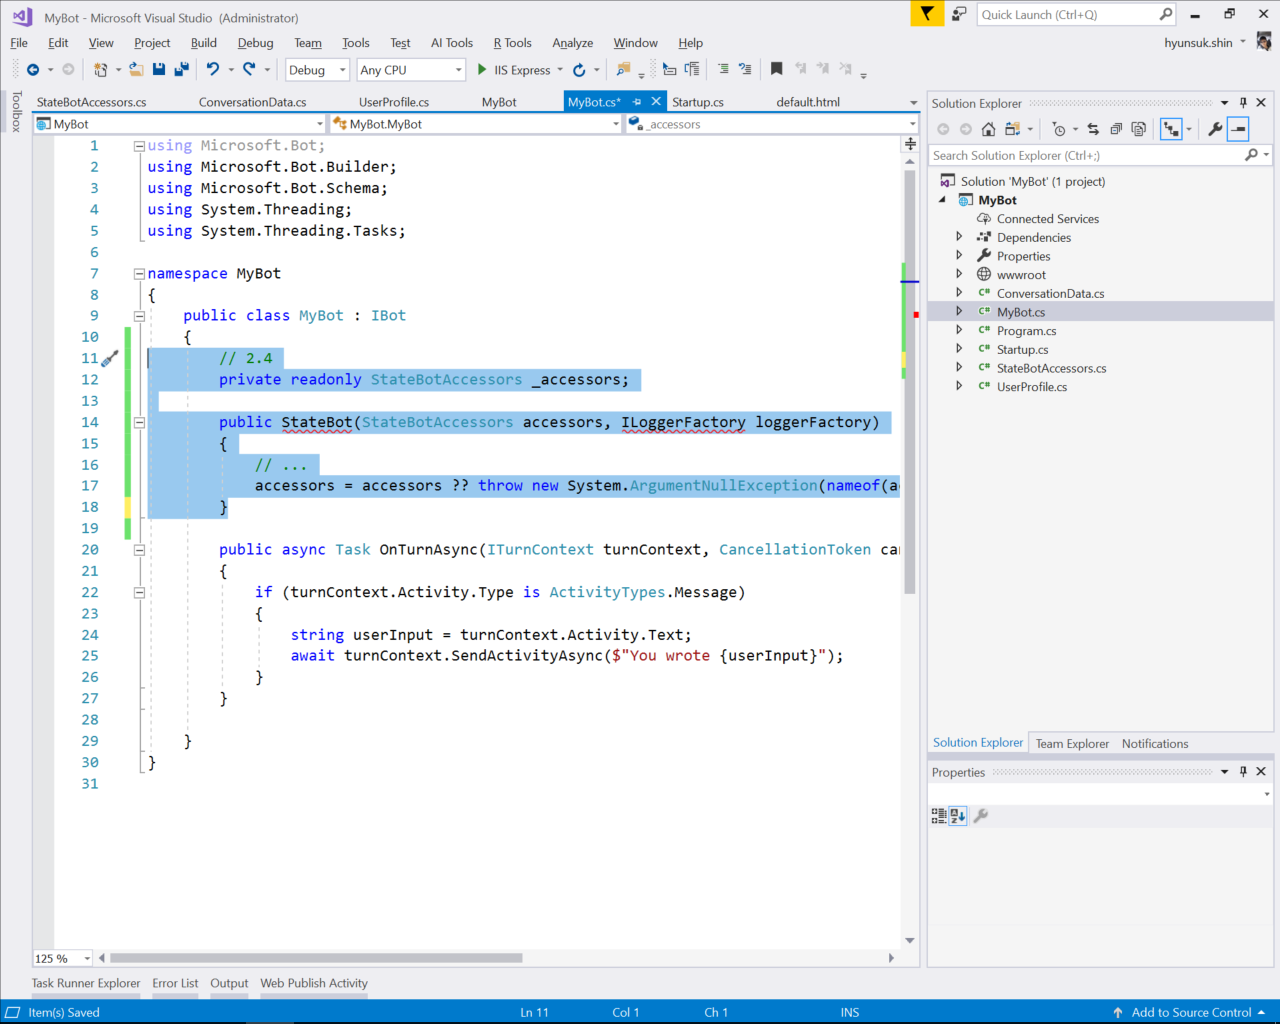 MyBot - Microsoft Visual Studio (Administrator)
Quick Launch (Ctrl+Q)
File Edit View Project Build Debug Team Tools Test AI Tools R Tools Analyze Window Help
hyunsuk.shin
Debug Any CPU IIS Express
Toolbox
StateBotAccessors.cs ConversationData.cs UserProfile.cs MyBot MyBot.cs* Startup.cs default.html
MyBot MyBot.MyBot _accessors
1 using Microsoft.Bot;
2 using Microsoft.Bot.Builder;
3 using Microsoft.Bot.Schema;
4 using System.Threading;
5 using System.Threading.Tasks;
6
7 namespace MyBot
8 {
9 public class MyBot : IBot
10 {
11 // 2.4
12 private readonly StateBotAccessors _accessors;
13
14 public StateBot(StateBotAccessors accessors, ILoggerFactory loggerFactory)
15 {
16 // ...
17 accessors = accessors ?? throw new System.ArgumentNullException(nameof(a
18 }
19
20 public async Task OnTurnAsync(ITurnContext turnContext, CancellationToken ca
21 {
22 if (turnContext.Activity.Type is ActivityTypes.Message)
23 {
24 string userInput = turnContext.Activity.Text;
25 await turnContext.SendActivityAsync($"You wrote {userInput}");
26 }
27 }
28
29 }
30 }
31
125 %
Solution Explorer
Search Solution Explorer (Ctrl+;)
Solution 'MyBot' (1 project)
MyBot
Connected Services
Dependencies
Properties
wwwroot
C# ConversationData.cs
C# MyBot.cs
C# Program.cs
C# Startup.cs
C# StateBotAccessors.cs
C# UserProfile.cs
Solution Explorer Team Explorer Notifications
Properties
Task Runner Explorer Error List Output Web Publish Activity
Item(s) Saved Ln 11 Col 1 Ch 1 INS Add to Source Control